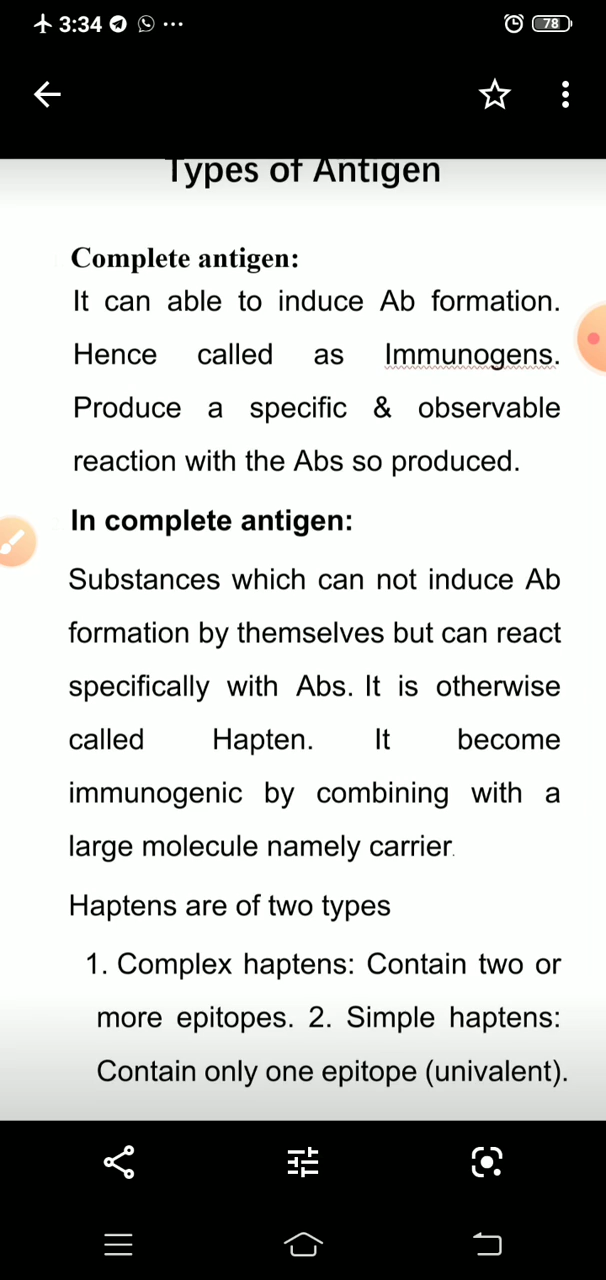 3:34
78
Types of Antigen
Complete antigen:
It can able to induce Ab formation.
Hence called as Immunogens.
Produce a specific & observable
reaction with the Abs so produced.
In complete antigen:
Substances which can not induce Ab
formation by themselves but can react
specifically with Abs. It is otherwise
called Hapten. It become
immunogenic by combining with a
large molecule namely carrier.
Haptens are of two types
1. Complex haptens: Contain two or
more epitopes. 2. Simple haptens:
Contain only one epitope (univalent).